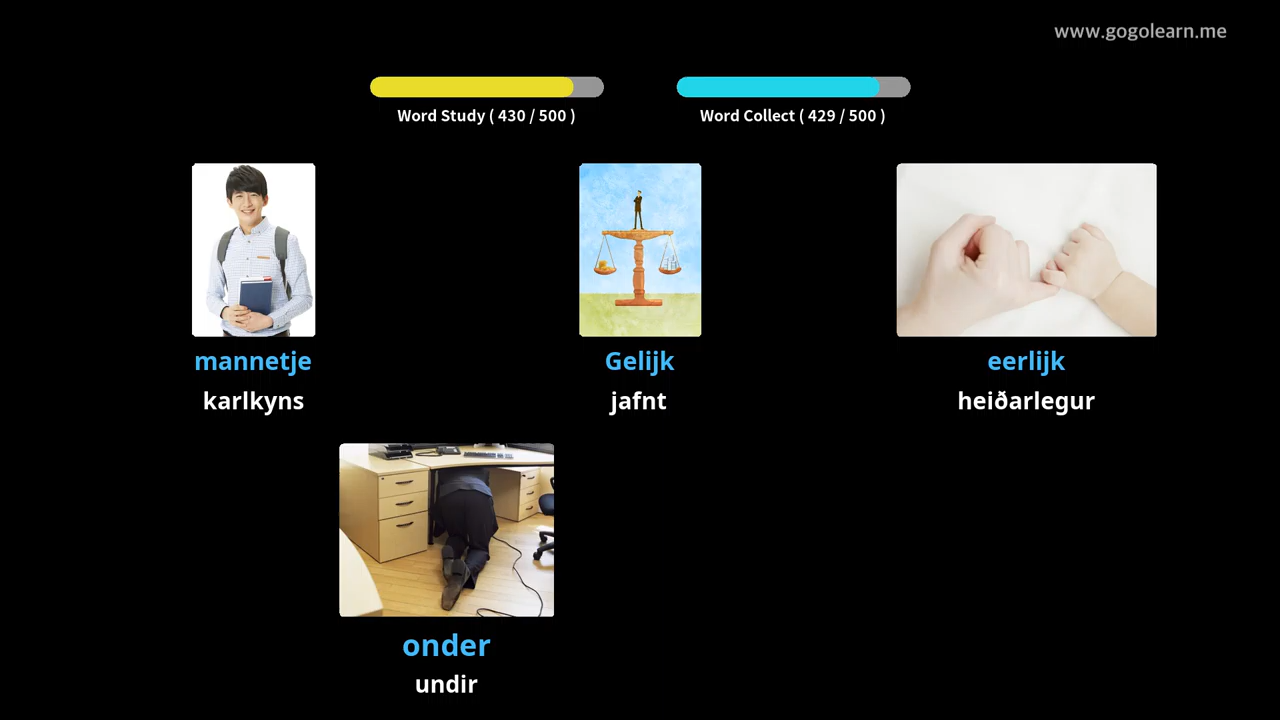 www.gogolearn.me
Word Study ( 430 / 500 )
Word Collect ( 429 / 500 )
mannetje
karlkyns
Gelijk
jafnt
eerlijk
heiðarlegur
onder
undir